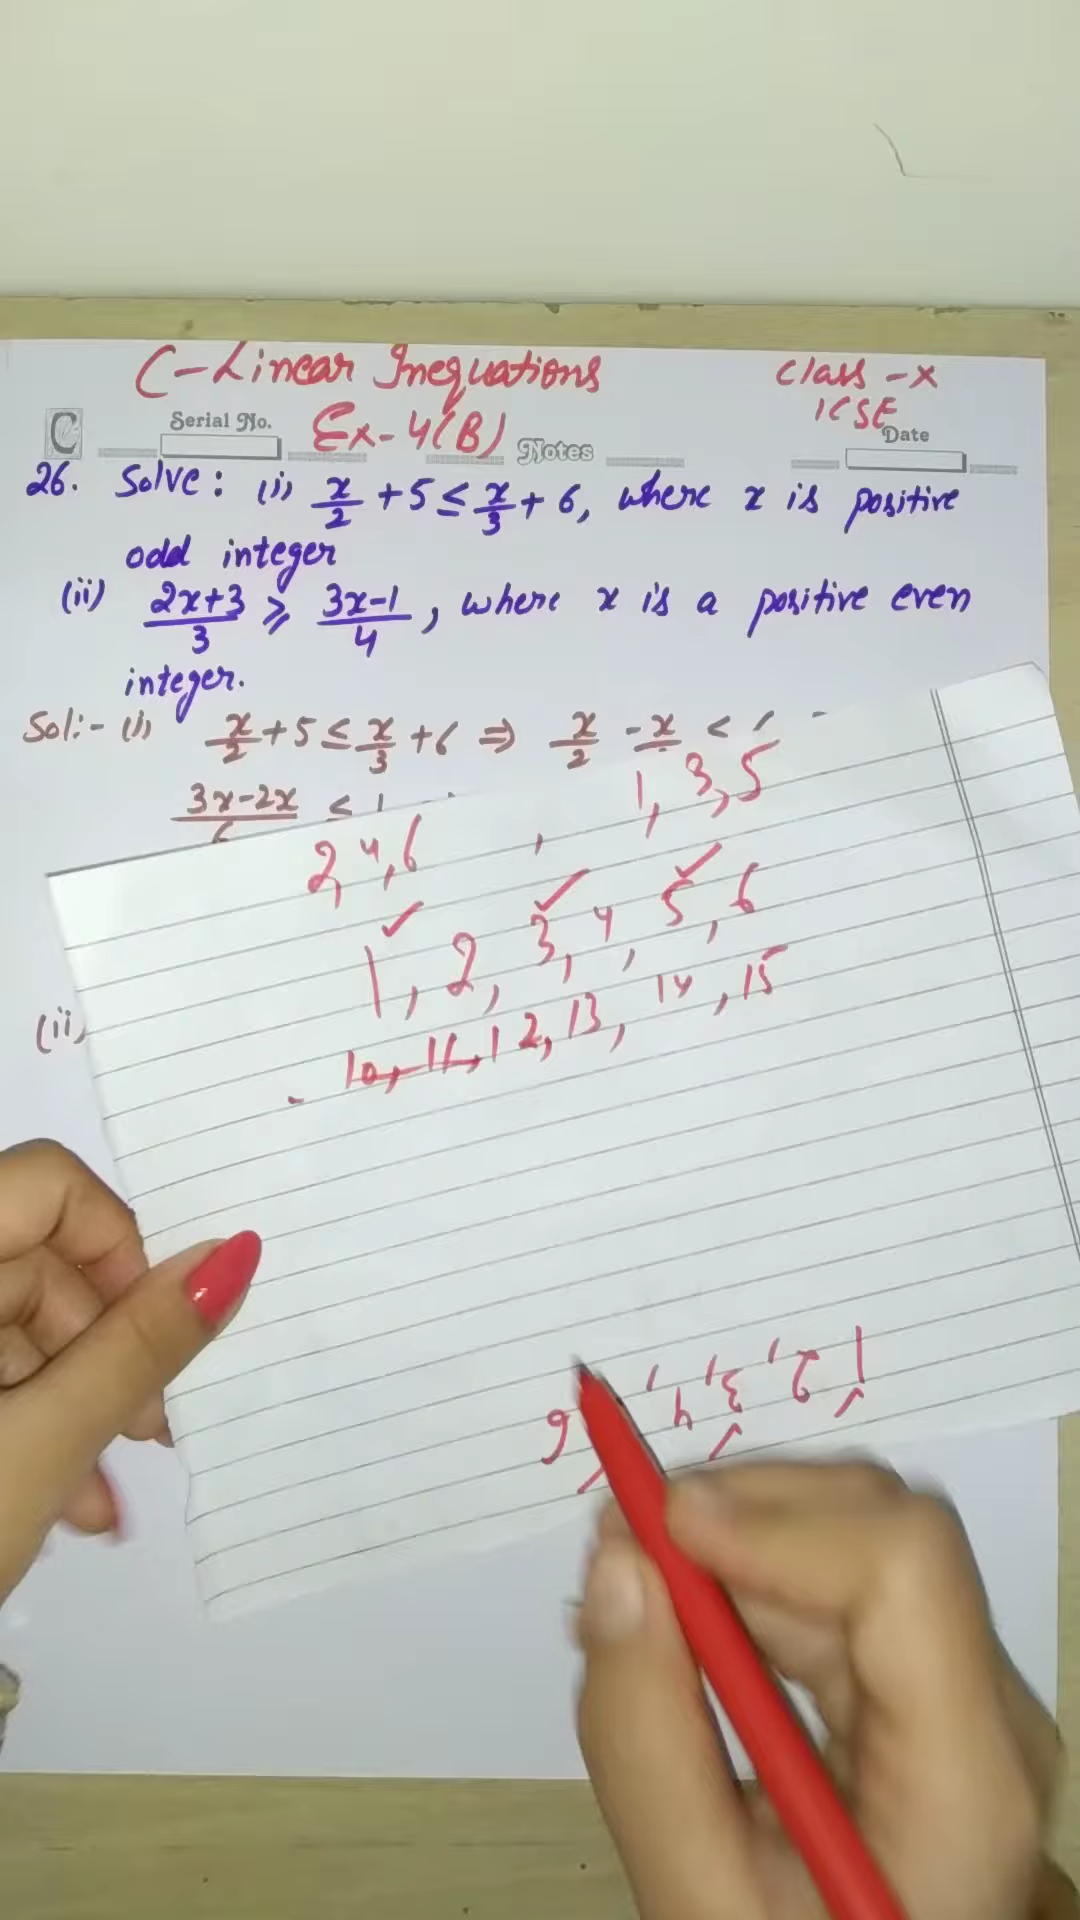 C-Linear Inequations
Class -X
ICSE
C Serial No. Ex-4(B) Notes Date
26. Solve: (i) x/2 + 5 ≤ x/3 + 6, where x is positive
odd integer
(ii) 2x+3/3 ≥ 3x-1/4, where x is a positive even
integer.
Sol:- (i) x/2 + 5 ≤ x/3 + 6 ⇒ x/2 - x <
3x-2x/6 ≤ 1
2, 4, 6 , 1, 3, 5
1, 2, 3, 4, 5, 6
10, 11, 12, 13, 14, 15
(ii)
1, 2, 3, 4, 6